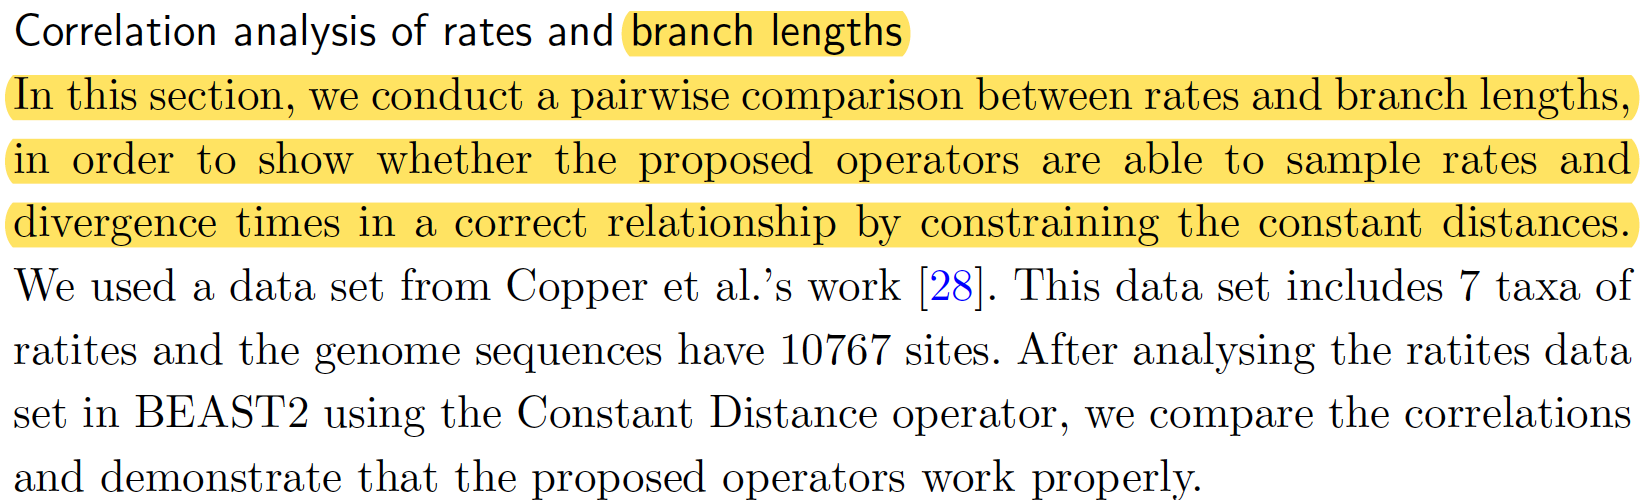 Correlation analysis of rates and branch lengths
In this section, we conduct a pairwise comparison between rates and branch lengths,
in order to show whether the proposed operators are able to sample rates and
divergence times in a correct relationship by constraining the constant distances.
We used a data set from Copper et al.'s work [28]. This data set includes 7 taxa of
ratites and the genome sequences have 10767 sites. After analysing the ratites data
set in BEAST2 using the Constant Distance operator, we compare the correlations
and demonstrate that the proposed operators work properly.